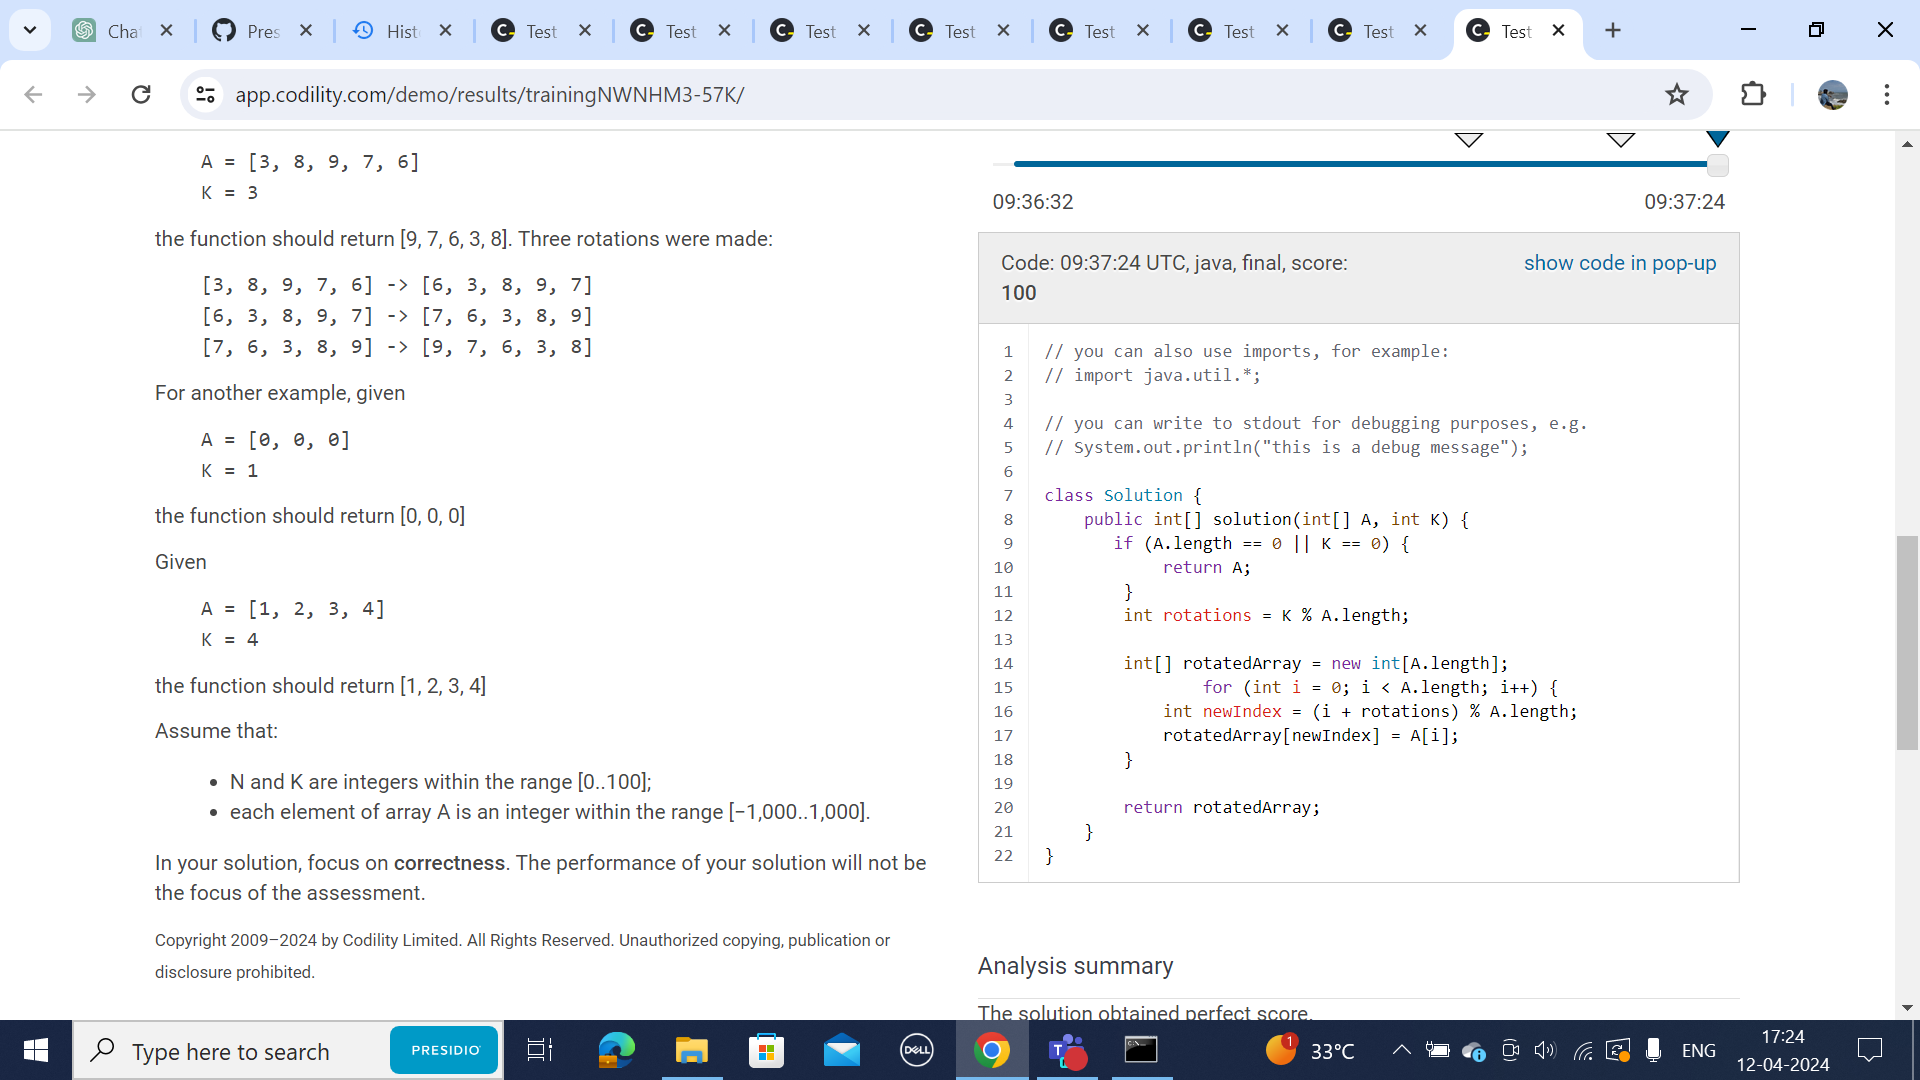 Cha
Pres
Hist
Test
Test
Test
Test
Test
Test
Test
Test
app.codility.com/demo/results/trainingNWNHM3-57K/
A = [3, 8, 9, 7, 6]
K = 3
the function should return [9, 7, 6, 3, 8]. Three rotations were made:
[3, 8, 9, 7, 6] -> [6, 3, 8, 9, 7]
[6, 3, 8, 9, 7] -> [7, 6, 3, 8, 9]
[7, 6, 3, 8, 9] -> [9, 7, 6, 3, 8]
For another example, given
A = [0, 0, 0]
K = 1
the function should return [0, 0, 0]
Given
A = [1, 2, 3, 4]
K = 4
the function should return [1, 2, 3, 4]
Assume that:
• N and K are integers within the range [0..100];
• each element of array A is an integer within the range [−1,000..1,000].
In your solution, focus on correctness. The performance of your solution will not be
the focus of the assessment.
Copyright 2009–2024 by Codility Limited. All Rights Reserved. Unauthorized copying, publication or
disclosure prohibited.
09:36:32
09:37:24
Code: 09:37:24 UTC, java, final, score:
100
show code in pop-up
1 // you can also use imports, for example:
2 // import java.util.*;
3
4 // you can write to stdout for debugging purposes, e.g.
5 // System.out.println("this is a debug message");
6
7 class Solution {
8 public int[] solution(int[] A, int K) {
9 if (A.length == 0 || K == 0) {
10 return A;
11 }
12 int rotations = K % A.length;
13
14 int[] rotatedArray = new int[A.length];
15 for (int i = 0; i < A.length; i++) {
16 int newIndex = (i + rotations) % A.length;
17 rotatedArray[newIndex] = A[i];
18 }
19
20 return rotatedArray;
21 }
22 }
Analysis summary
The solution obtained perfect score.
Type here to search
PRESIDIO
DELL
T
1
33°C
ENG
17:24
12-04-2024